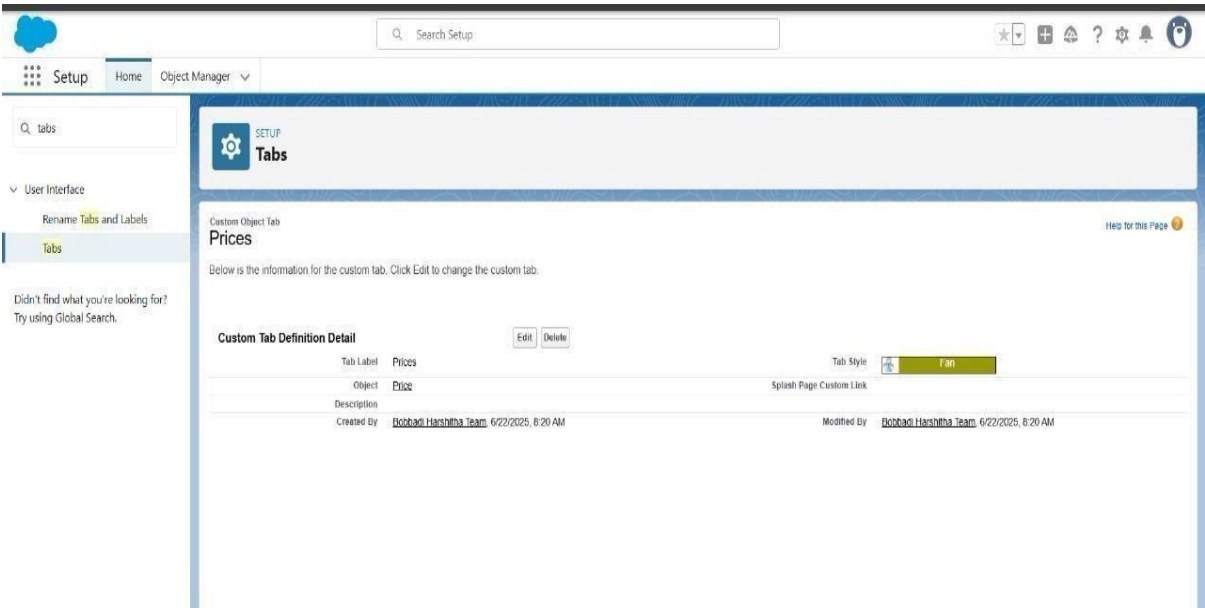 Search Setup
Setup Home Object Manager
tabs
User Interface
Rename Tabs and Labels
Tabs
Didn't find what you're looking for?
Try using Global Search.
SETUP
Tabs
Custom Object Tab
Prices
Help for this Page
Below is the information for the custom tab. Click Edit to change the custom tab.
Custom Tab Definition Detail Edit Delete
Tab Label Prices Tab Style Fan
Object Price Splash Page Custom Link
Description
Created By Bobbadi Harshitha Team, 6/22/2025, 8:20 AM Modified By Bobbadi Harshitha Team, 6/22/2025, 8:20 AM